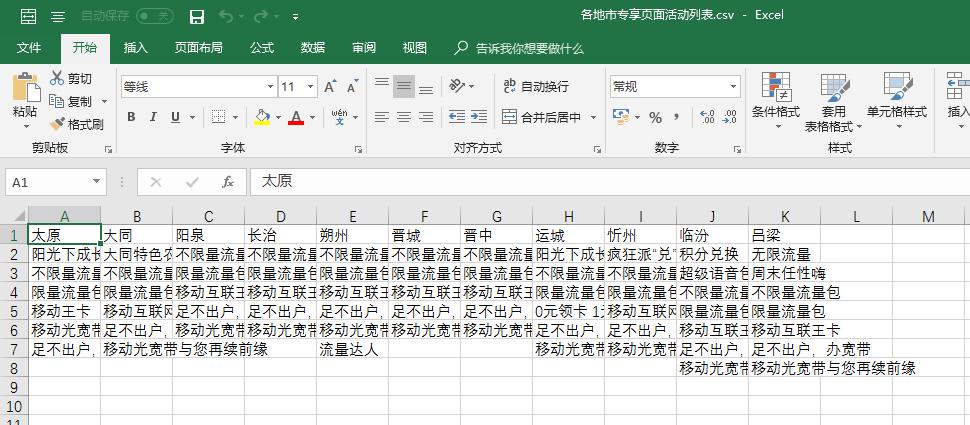 自动保存 关 各地市专享页面活动列表.csv - Excel
文件 开始 插入 页面布局 公式 数据 审阅 视图 告诉我你想要做什么
粘贴 剪切 复制 格式刷 剪贴板
等线 11 A A
B I U A wén 文 字体
ab 自动换行
合并后居中 对齐方式
常规
% , .00 .0 数字
条件格式 套用 表格格式 单元格样式 样式
插入
A1 fx 太原
A B C D E F G H I J K L M
1 太原 大同 阳泉 长治 朔州 晋城 晋中 运城 忻州 临汾 吕梁
2 阳光下成长 大同特色 不限量流量 不限量流量 不限量流量 不限量流量 不限量流量 阳光下成长 疯狂派“兑” 积分兑换 无限流量
3 不限量流量 不限量流量 限量流量包 限量流量包 限量流量包 限量流量包 限量流量包 不限量流量 不限量流量 超级语音包 周末任性嗨
4 限量流量包 限量流量包 移动互联 移动互联 移动互联 移动互联 移动互联 限量流量包 限量流量包 不限量流量 不限量流量包
5 移动王卡 移动互联网 足不出户, 足不出户, 足不出户, 足不出户, 足不出户, 0元领卡 1 移动互联网 限量流量包 限量流量包
6 移动光宽带 足不出户, 移动光宽带 移动光宽带 移动光宽带 移动光宽带 移动光宽带 足不出户, 足不出户, 移动互联 移动互联王卡
7 足不出户, 移动光宽带与您再续前缘 流量达人 移动光宽带 移动光宽带 足不出户, 足不出户，办宽带
8 移动光宽带 移动光宽带与您再续前缘
9
10
11